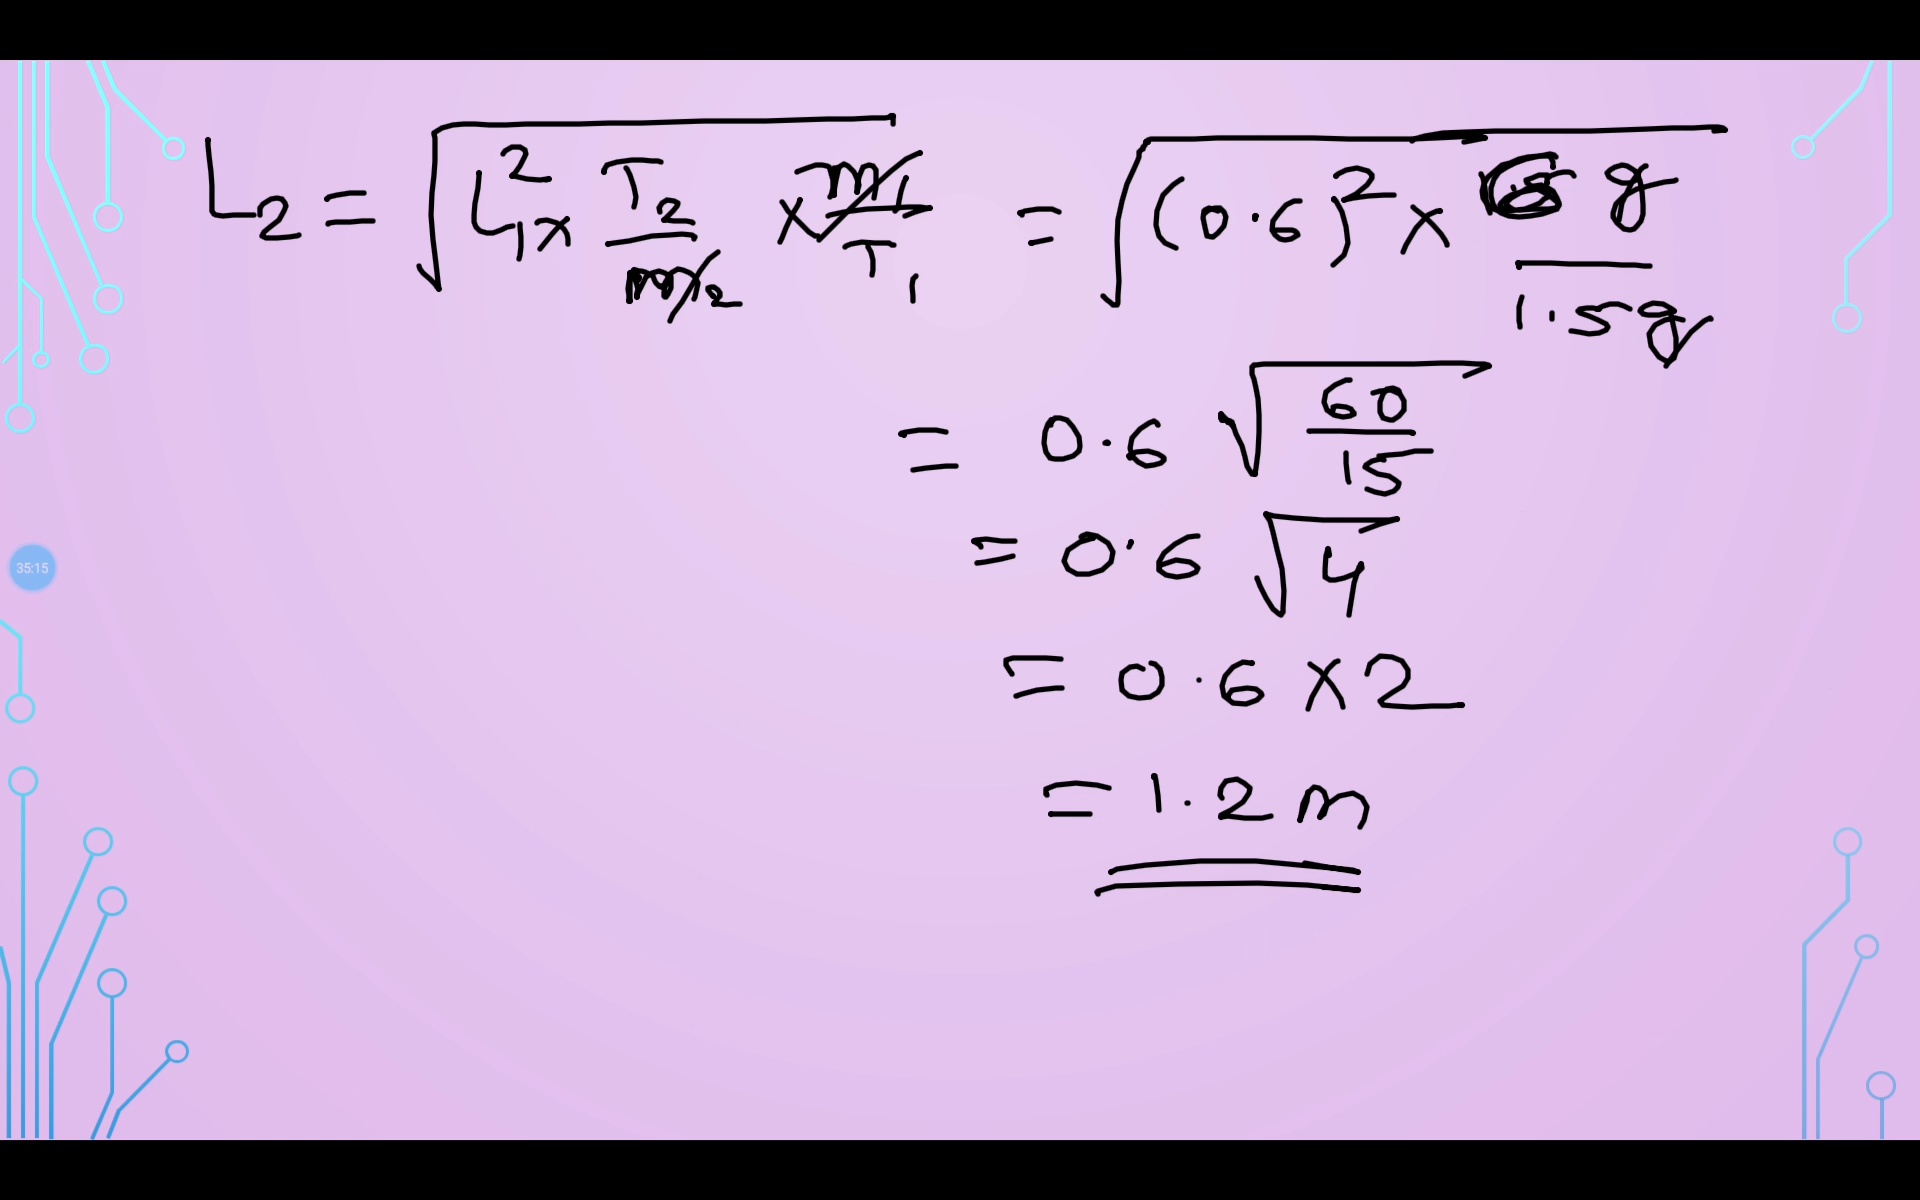 L₂ = √(L₁² × T₂/m₂ × m₁/T₁) = √((0.6)² × 6g/1.5g)
= 0.6 √(60/15)
= 0.6 √4
35:15
= 0.6 × 2
= 1.2 m